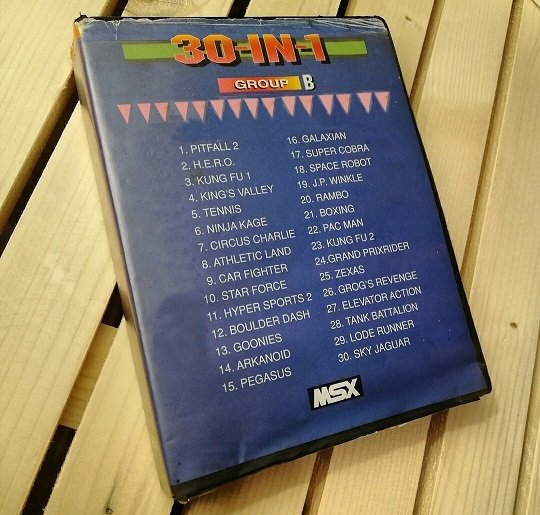 30-IN-1
GROUP B
1. PITFALL 2
2. H.E.R.O.
3. KUNG FU 1
4. KING'S VALLEY
5. TENNIS
6. NINJA KAGE
7. CIRCUS CHARLIE
8. ATHLETIC LAND
9. CAR FIGHTER
10. STAR FORCE
11. HYPER SPORTS 2
12. BOULDER DASH
13. GOONIES
14. ARKANOID
15. PEGASUS
16. GALAXIAN
17. SUPER COBRA
18. SPACE ROBOT
19. J.P. WINKLE
20. RAMBO
21. BOXING
22. PAC MAN
23. KUNG FU 2
24.GRAND PRIXRIDER
25. ZEXAS
26. GROG'S REVENGE
27. ELEVATOR ACTION
28. TANK BATTALION
29. LODE RUNNER
30. SKY JAGUAR
MSX